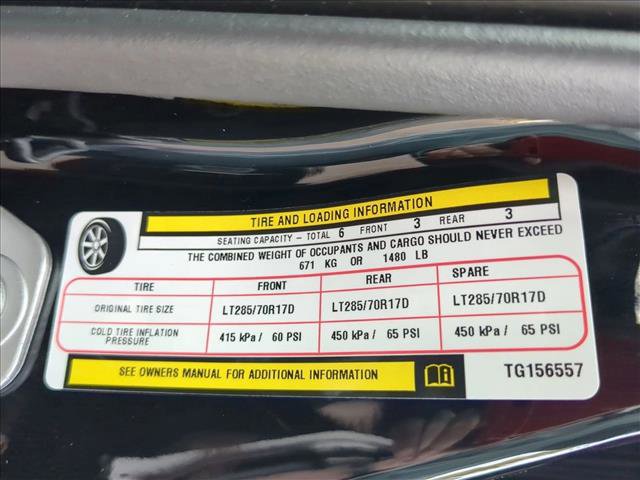 TIRE AND LOADING INFORMATION
SEATING CAPACITY - TOTAL 6 FRONT 3 REAR 3
THE COMBINED WEIGHT OF OCCUPANTS AND CARGO SHOULD NEVER EXCEED
671 KG OR 1480 LB
TIRE FRONT REAR SPARE
ORIGINAL TIRE SIZE LT285/70R17D LT285/70R17D LT285/70R17D
COLD TIRE INFLATION PRESSURE 415 kPa / 60 PSI 450 kPa / 65 PSI 450 kPa / 65 PSI
SEE OWNERS MANUAL FOR ADDITIONAL INFORMATION TG156557